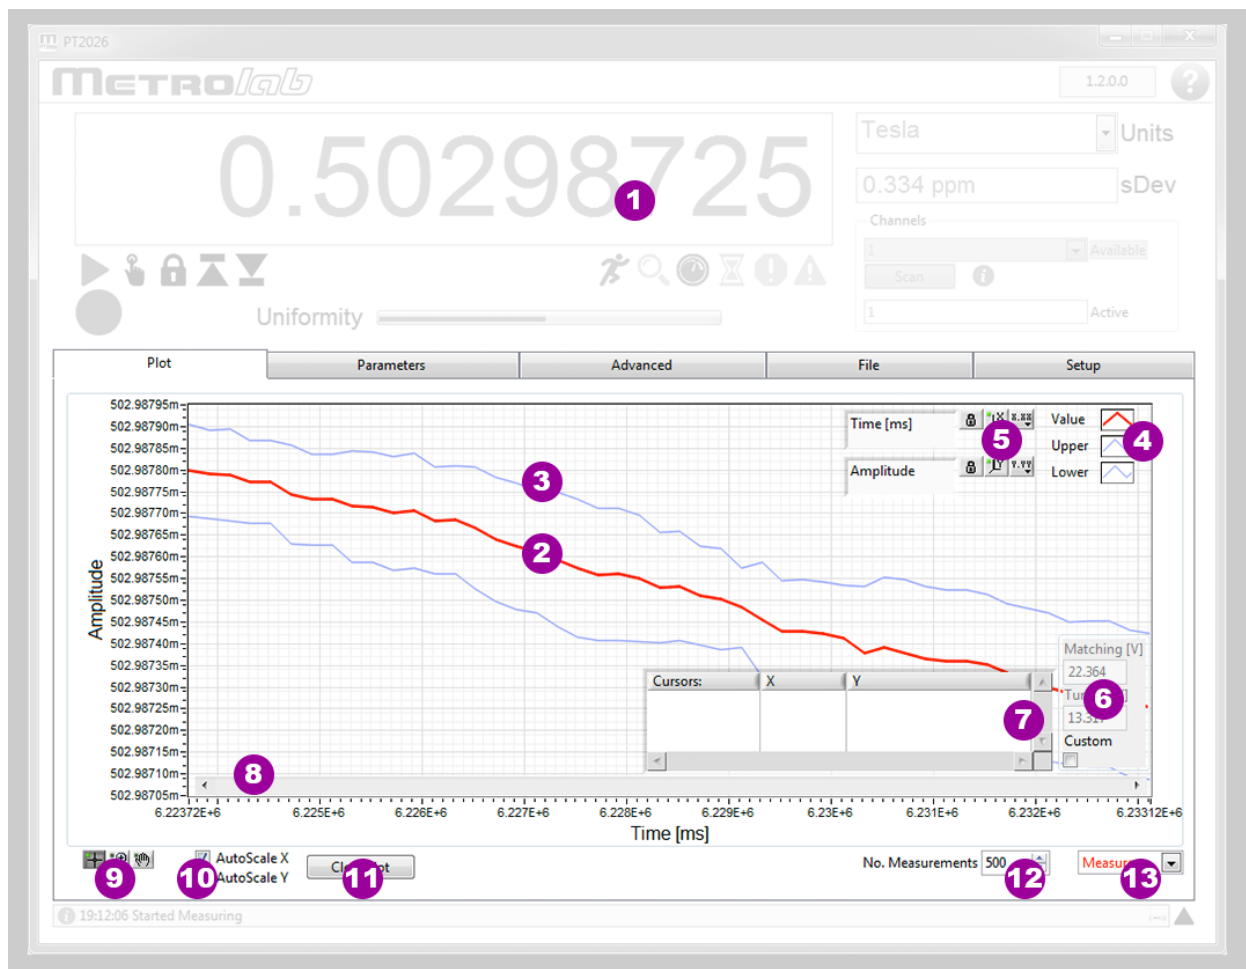 PT2026
METROlab
1.2.0.0
?
0.50298725
1
Tesla
Units
0.334 ppm
sDev
Channels
1
Available
Scan
1
Active
Uniformity
Plot
Parameters
Advanced
File
Setup
502.98795m
502.98790m
502.98785m
502.98780m
502.98775m
502.98770m
502.98765m
502.98760m
502.98755m
502.98750m
502.98745m
502.98740m
502.98735m
502.98730m
502.98725m
502.98720m
502.98715m
502.98710m
502.98705m
Amplitude
Time [ms]
X.XX
5
Amplitude
Y.YY
Value
4
Upper
Lower
3
2
Matching [V]
22.364
6
13.317
Custom
Cursors:
X
Y
7
8
6.22372E+6
6.225E+6
6.226E+6
6.227E+6
6.228E+6
6.229E+6
6.23E+6
6.231E+6
6.232E+6
6.23312E+6
Time [ms]
9
10
AutoScale X
AutoScale Y
11
No. Measurements
500
12
13
19:12:06 Started Measuring